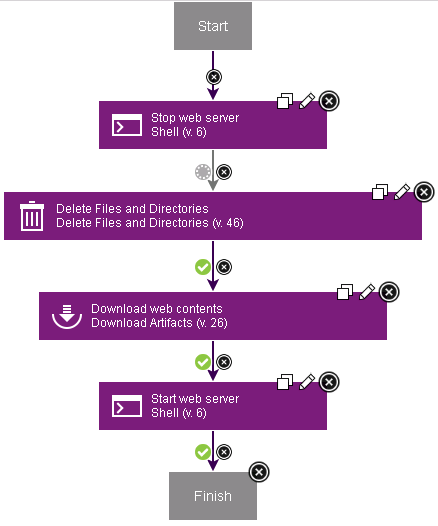 Start
Stop web server
Shell (v. 6)
Delete Files and Directories
Delete Files and Directories (v. 46)
Download web contents
Download Artifacts (v. 26)
Start web server
Shell (v. 6)
Finish